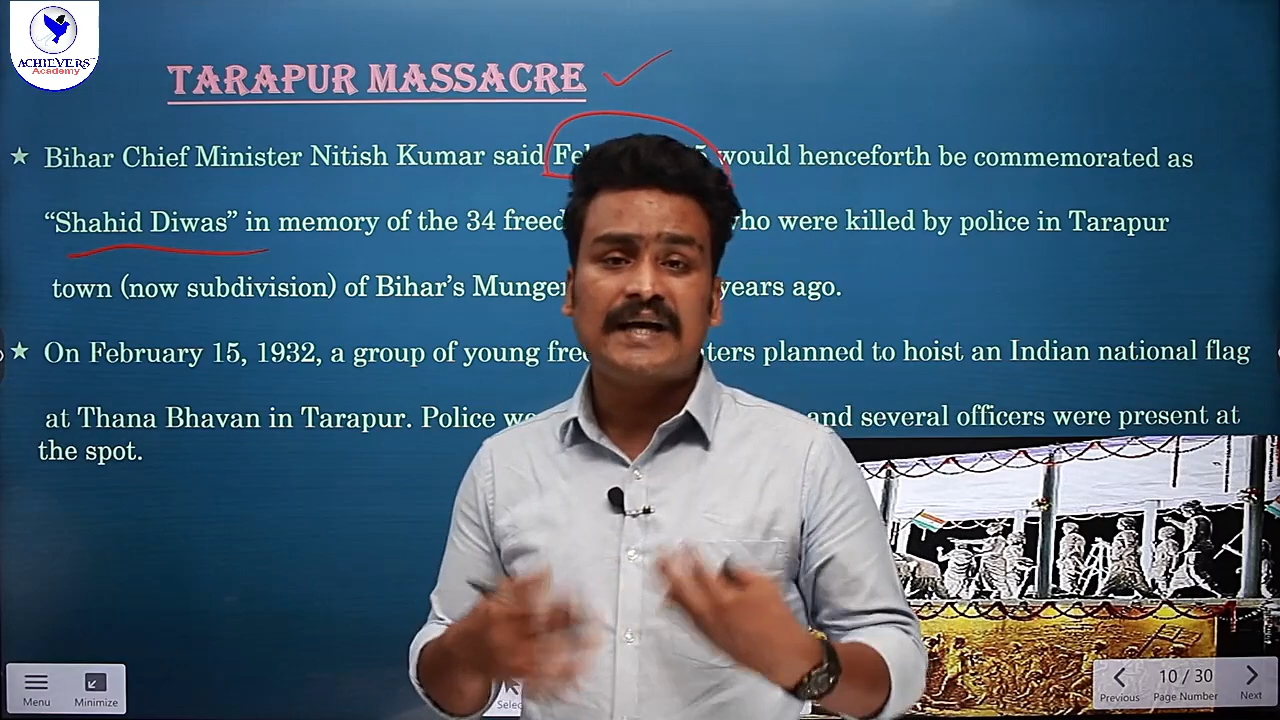 ACHIEVERS
Academy
TARAPUR MASSACRE
Bihar Chief Minister Nitish Kumar said would henceforth be commemorated as
“Shahid Diwas” in memory of the 34 who were killed by police in Tarapur
town (now subdivision) of Bihar’s Munger years ago.
On February 15, 1932, a group of young planned to hoist an Indian national flag
at Thana Bhavan in Tarapur. Police and several officers were present at
the spot.
Menu
Minimize
Previous
10 / 30
Page Number
Next